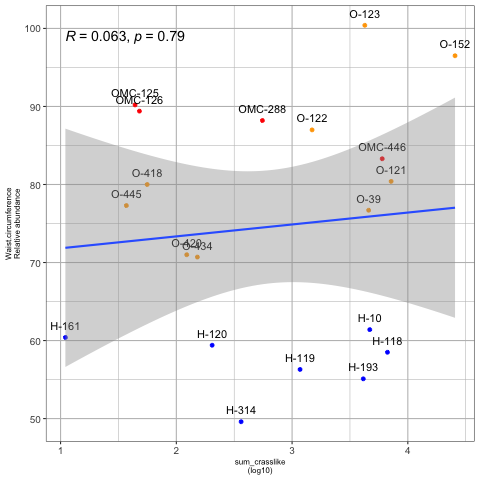 R = 0.063, p = 0.79
O-123
O-152
OMC-125
OMC-126
OMC-288
O-122
OMC-446
O-418
O-121
O-445
O-39
O-420
O-434
H-161
H-10
H-120
H-118
H-119
H-193
H-314
100
90
80
70
60
50
1 2 3 4
Waist.circumference
Relative abundance
sum_crasslike
(log10)